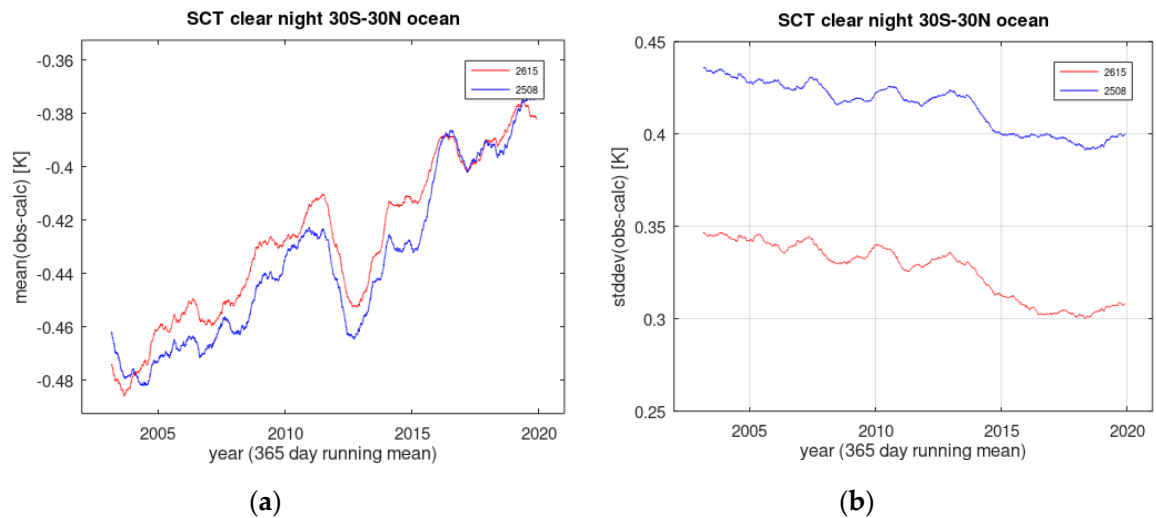 SCT clear night 30S-30N ocean
2615
2508
-0.36
-0.38
-0.4
-0.42
-0.44
-0.46
-0.48
mean(obs-calc) [K]
2005 2010 2015 2020
year (365 day running mean)
(a)
SCT clear night 30S-30N ocean
2615
2508
0.45
0.4
0.35
0.3
0.25
stddev(obs-calc) [K]
2005 2010 2015 2020
year (365 day running mean)
(b)